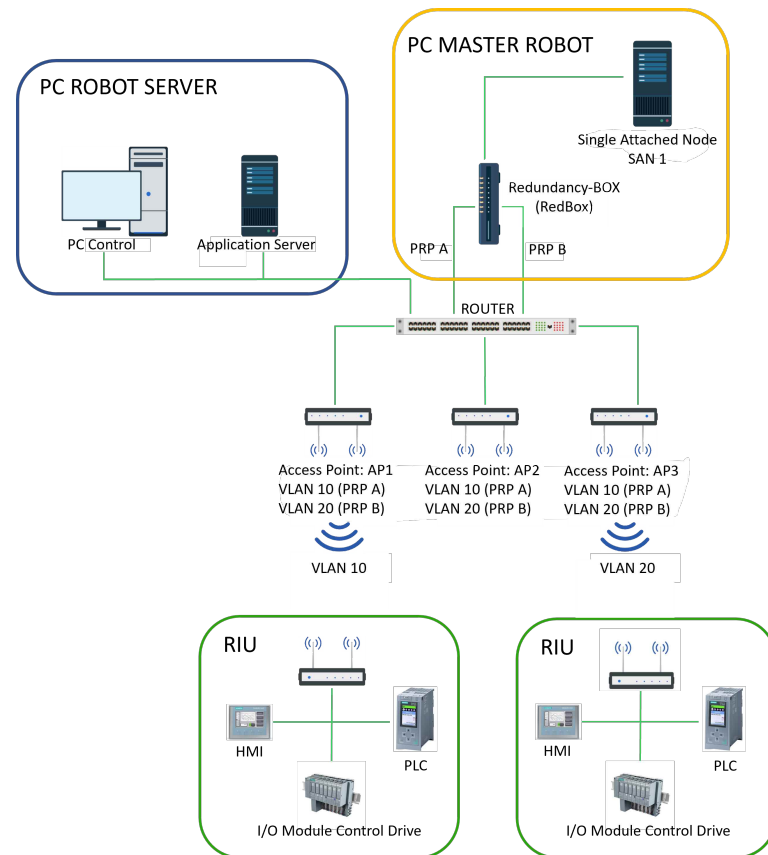 PC ROBOT SERVER
PC Control
Application Server
PC MASTER ROBOT
Single Attached Node
SAN 1
Redundancy-BOX
(RedBox)
PRP A
PRP B
ROUTER
Access Point: AP1
VLAN 10 (PRP A)
VLAN 20 (PRP B)
Access Point: AP2
VLAN 10 (PRP A)
VLAN 20 (PRP B)
Access Point: AP3
VLAN 10 (PRP A)
VLAN 20 (PRP B)
VLAN 10
VLAN 20
RIU
HMI
PLC
I/O Module Control Drive
RIU
HMI
PLC
I/O Module Control Drive